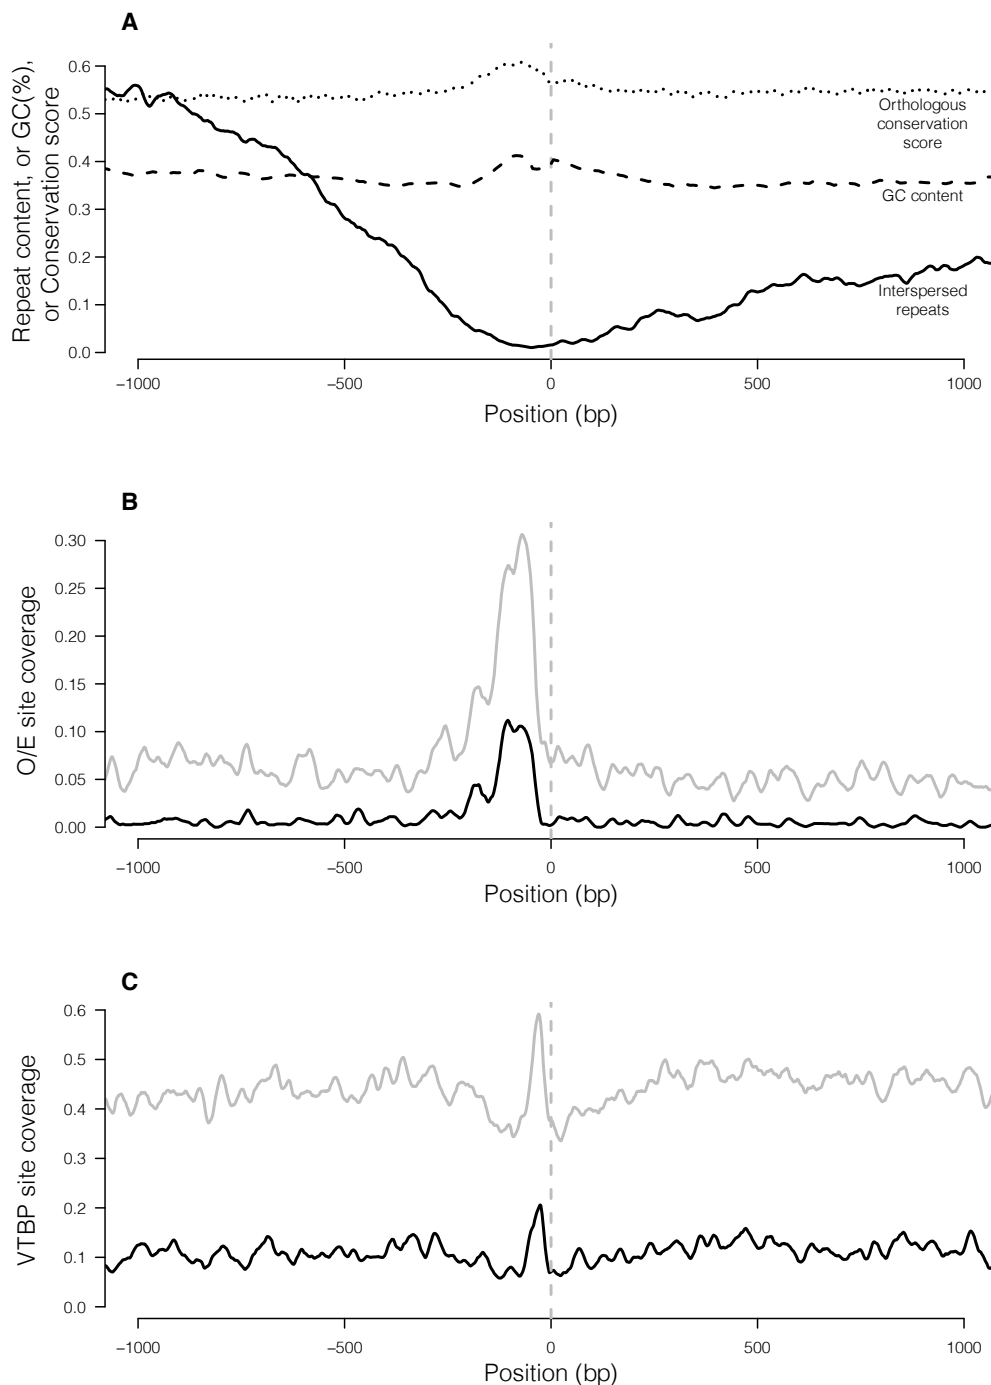 A
Repeat content, or GC(%),
or Conservation score
0.6
0.5
0.4
0.3
0.2
0.1
0.0
Orthologous
conservation
score
GC content
Interspersed
repeats
−1000
−500
0
500
1000
Position (bp)
B
O/E site coverage
0.30
0.25
0.20
0.15
0.10
0.05
0.00
−1000
−500
0
500
1000
Position (bp)
C
VTBP site coverage
0.6
0.5
0.4
0.3
0.2
0.1
0.0
−1000
−500
0
500
1000
Position (bp)